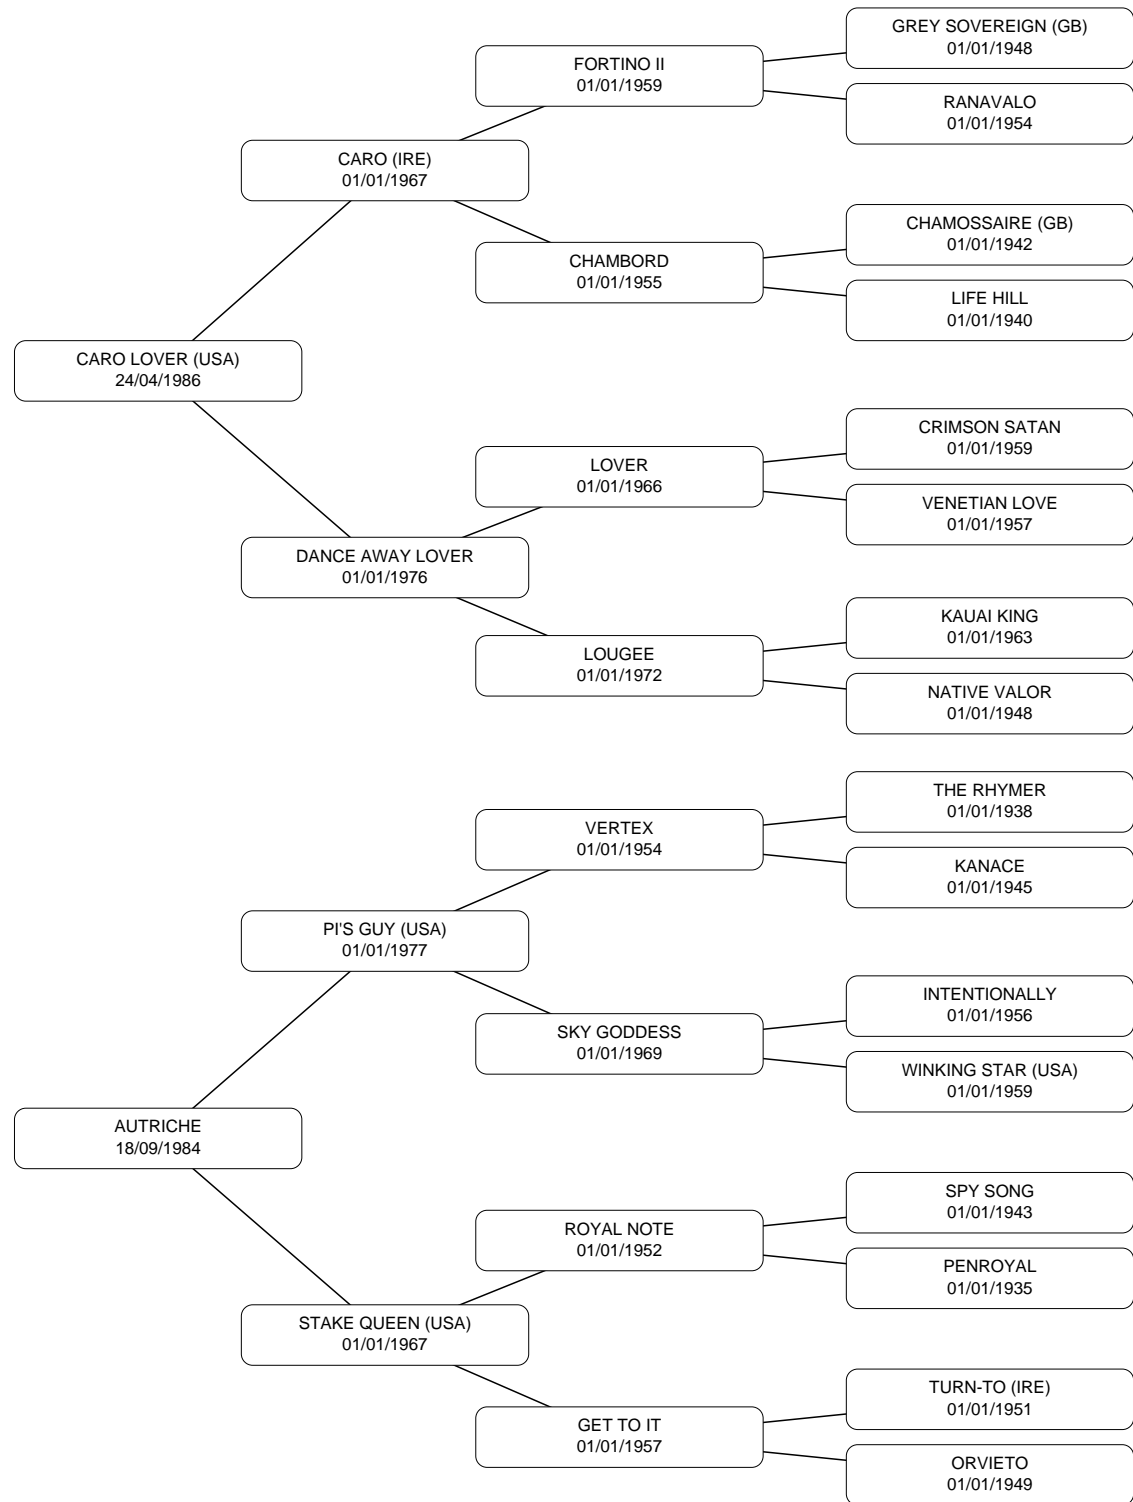 GREY SOVEREIGN (GB)
01/01/1948
FORTINO II
01/01/1959
RANAVALO
01/01/1954
CARO (IRE)
01/01/1967
CHAMOSSAIRE (GB)
01/01/1942
CHAMBORD
01/01/1955
LIFE HILL
01/01/1940
CARO LOVER (USA)
24/04/1986
CRIMSON SATAN
01/01/1959
LOVER
01/01/1966
VENETIAN LOVE
01/01/1957
DANCE AWAY LOVER
01/01/1976
KAUAI KING
01/01/1963
LOUGEE
01/01/1972
NATIVE VALOR
01/01/1948
THE RHYMER
01/01/1938
VERTEX
01/01/1954
KANACE
01/01/1945
PI'S GUY (USA)
01/01/1977
INTENTIONALLY
01/01/1956
SKY GODDESS
01/01/1969
WINKING STAR (USA)
01/01/1959
AUTRICHE
18/09/1984
SPY SONG
01/01/1943
ROYAL NOTE
01/01/1952
PENROYAL
01/01/1935
STAKE QUEEN (USA)
01/01/1967
TURN-TO (IRE)
01/01/1951
GET TO IT
01/01/1957
ORVIETO
01/01/1949